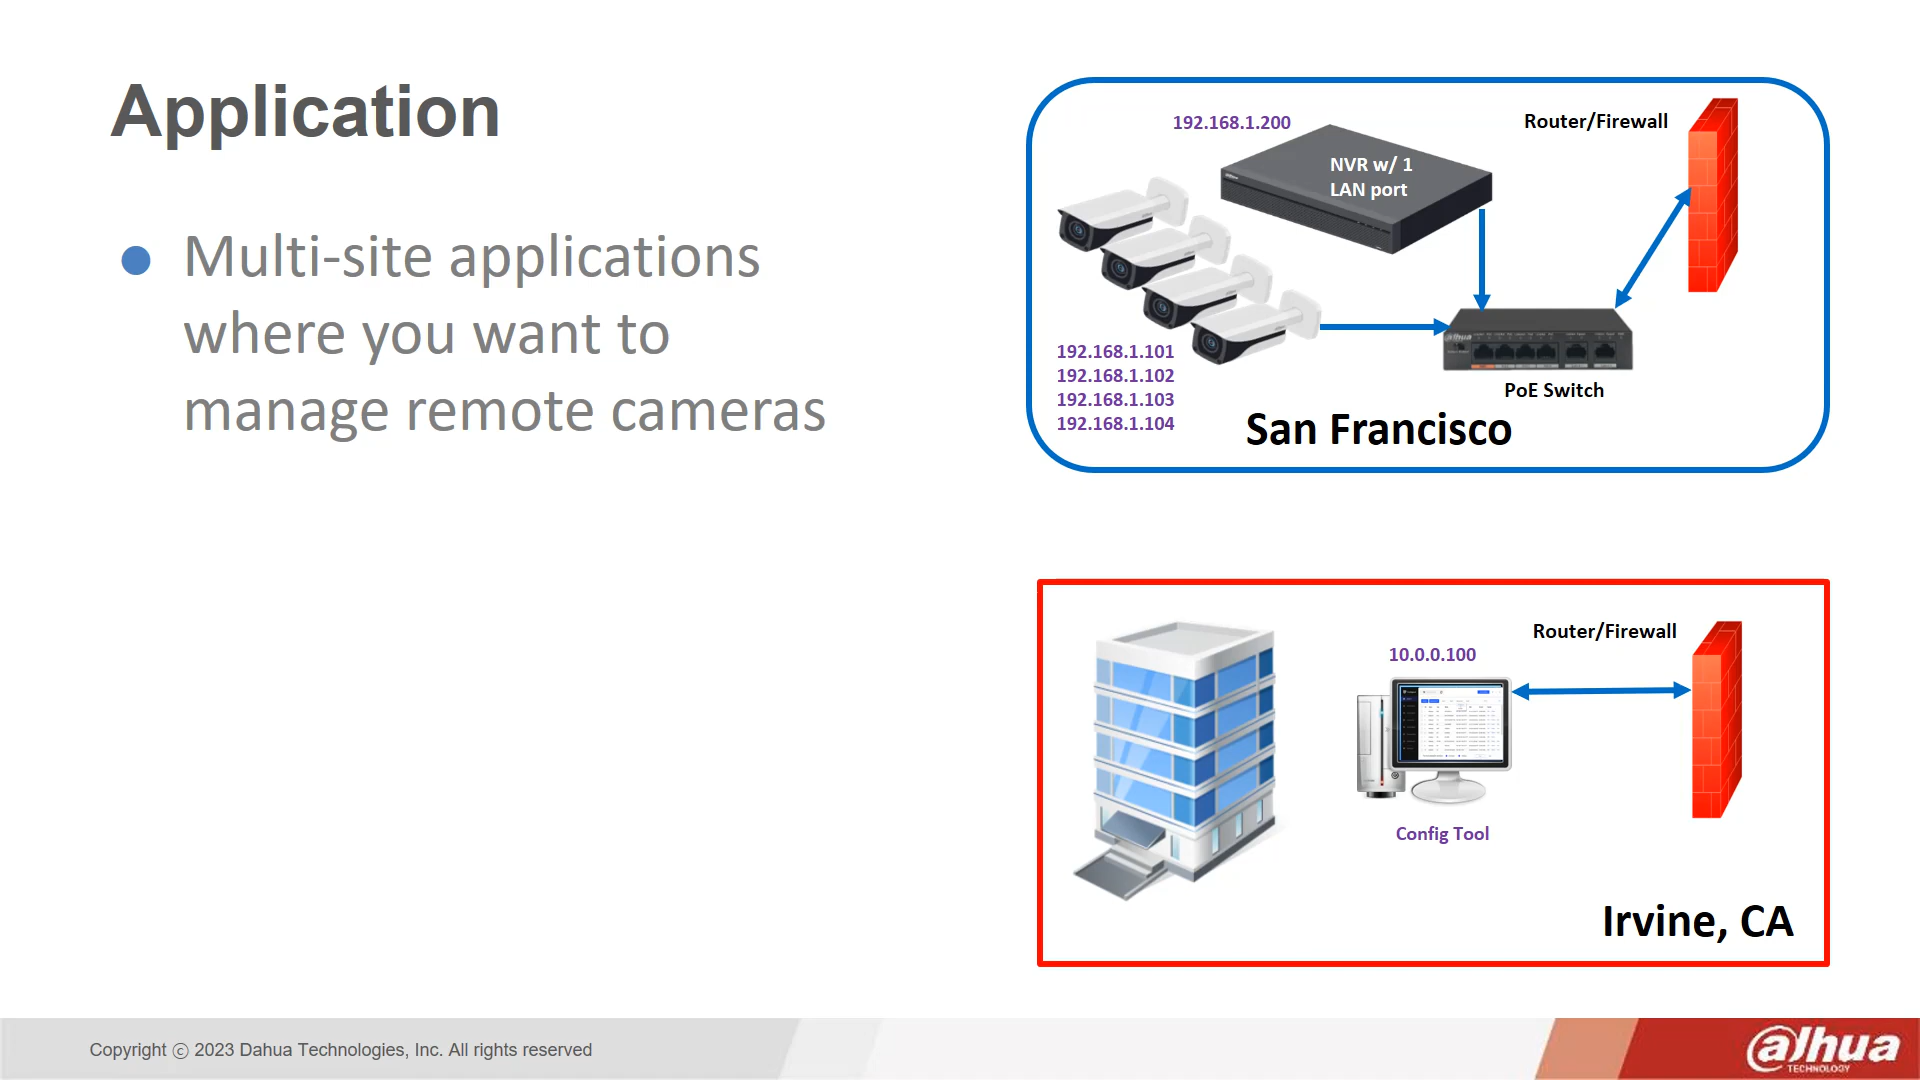 Application
Multi-site applications
where you want to
manage remote cameras
192.168.1.200
NVR w/ 1
LAN port
Router/Firewall
192.168.1.101
192.168.1.102
192.168.1.103
192.168.1.104
PoE Switch
San Francisco
Router/Firewall
10.0.0.100
Config Tool
Irvine, CA
Copyright ⓒ 2023 Dahua Technologies, Inc. All rights reserved
alhua
TECHNOLOGY